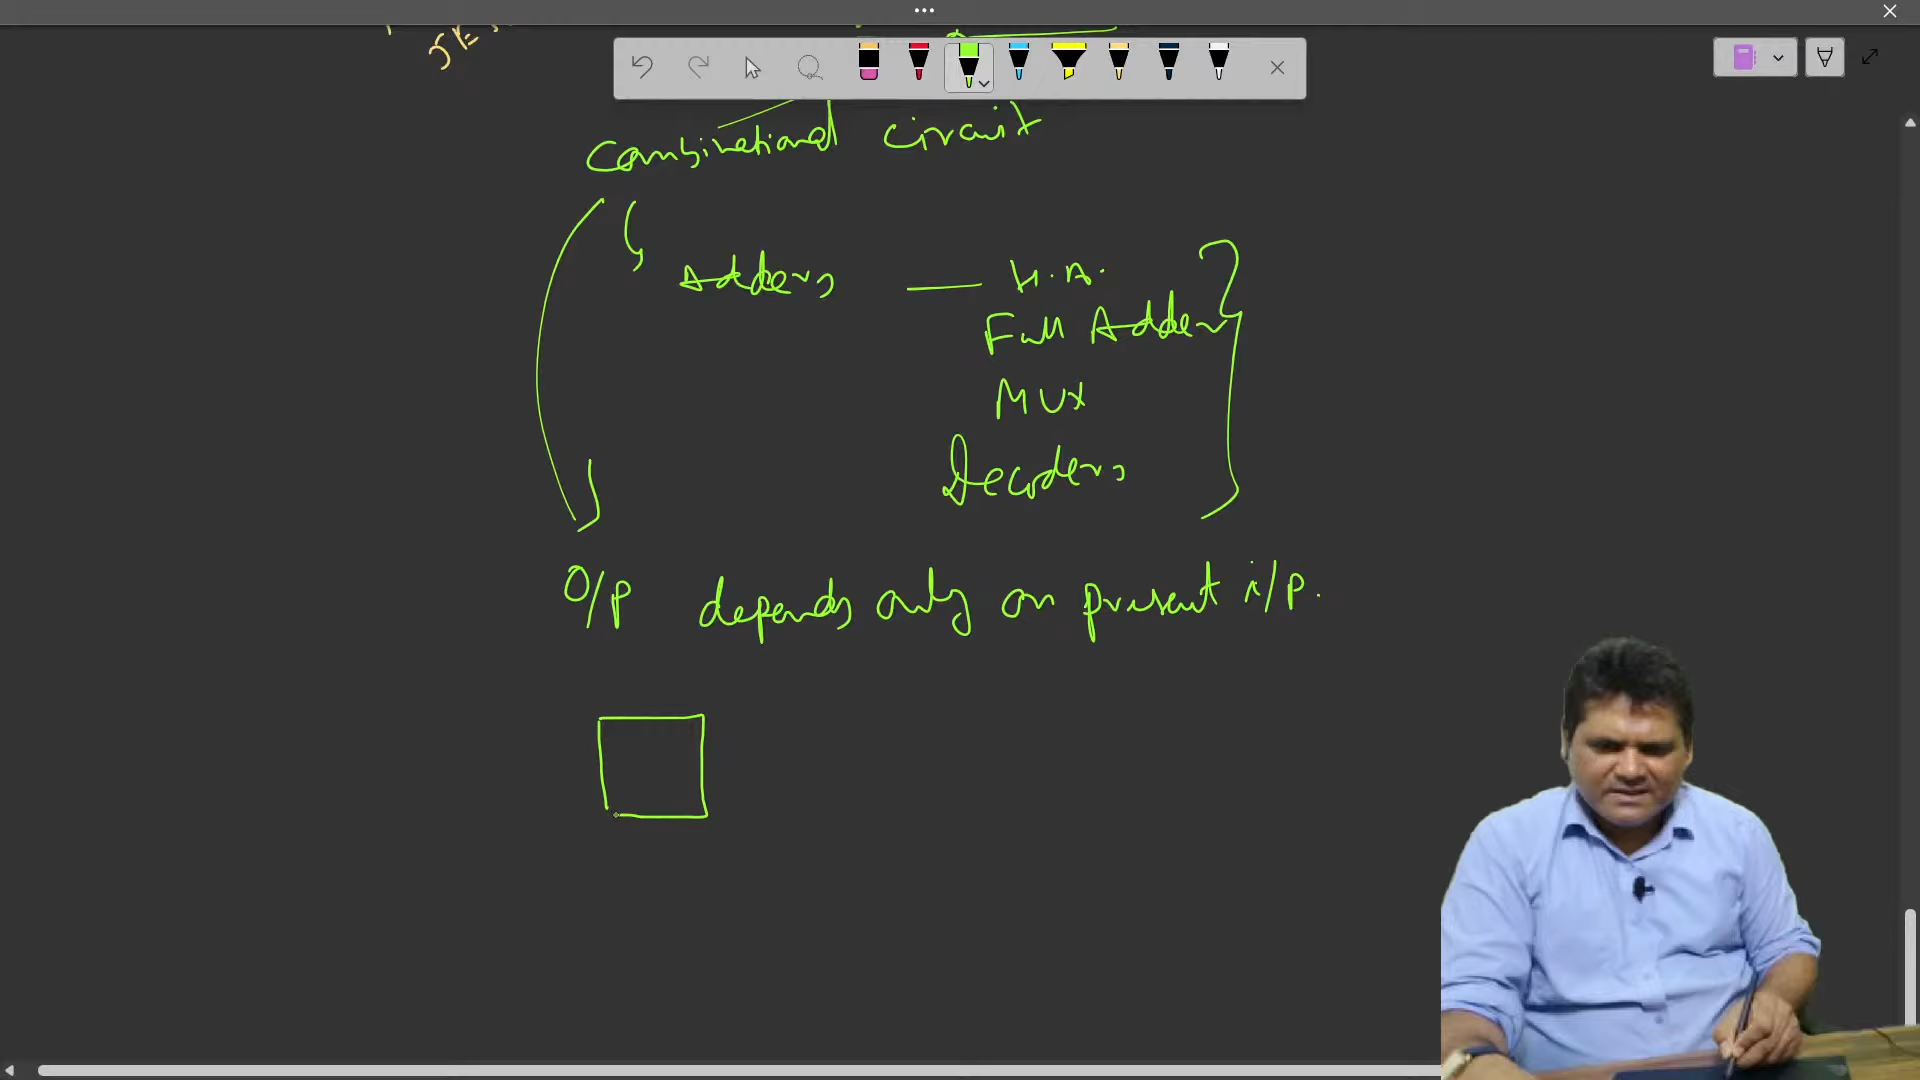 Combinational Circuit
Adders — H.A.
Full Adder
MUX
Decoders
O/P depends only on present i/p.